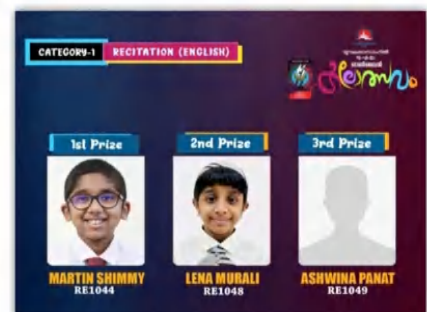 CATEGORY-1 RECITATION (ENGLISH)
1st Prize
2nd Prize
3rd Prize
MARTIN SHIMMY
LENA MURALI
ASHWINA PANAT
RE1044
RE1048
RE1049